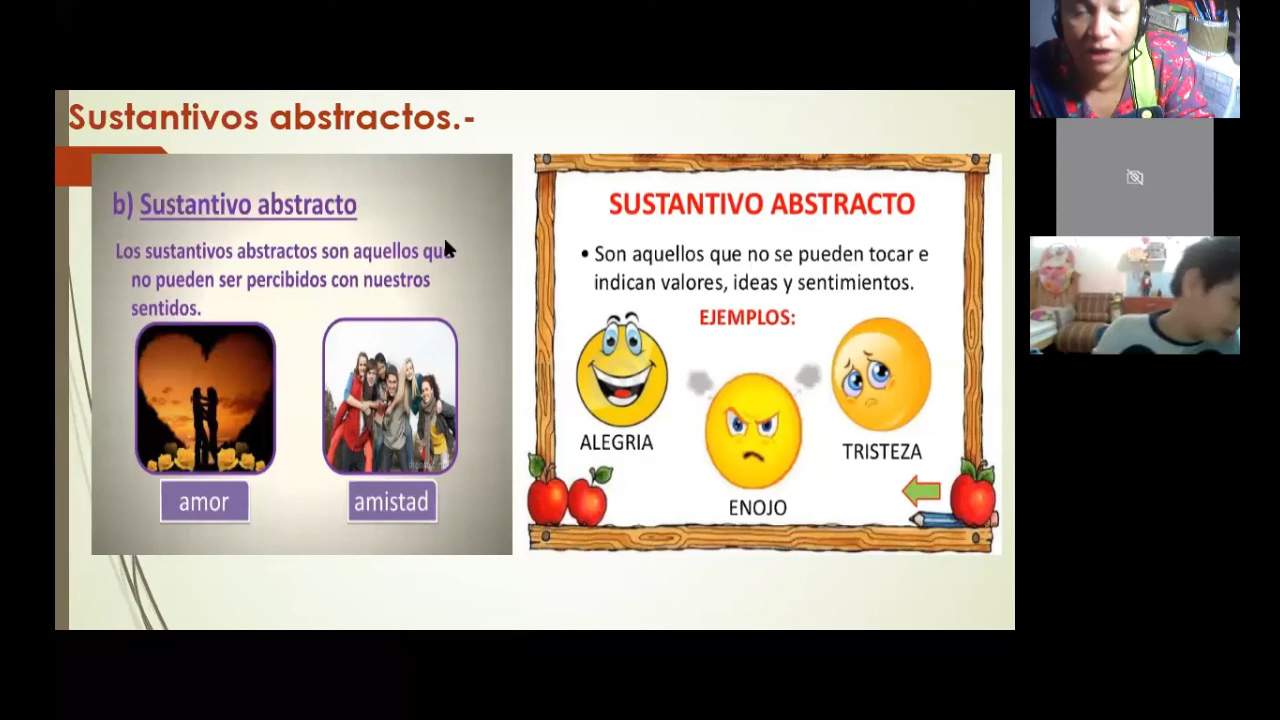 Sustantivos abstractos.-
b) Sustantivo abstracto
Los sustantivos abstractos son aquellos que
no pueden ser percibidos con nuestros
sentidos.
amor
amistad
SUSTANTIVO ABSTRACTO
• Son aquellos que no se pueden tocar e
indican valores, ideas y sentimientos.
EJEMPLOS:
ALEGRIA
ENOJO
TRISTEZA